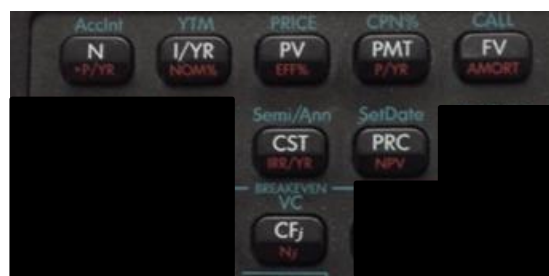 AccInt YTM PRICE CPN% CALL
N I/YR PV PMT FV
×P/YR NOM% EFF% P/YR AMORT
Semi/Ann SetDate
CST PRC
IRR/YR NPV
BREAKEVEN
VC
CFj
Nj